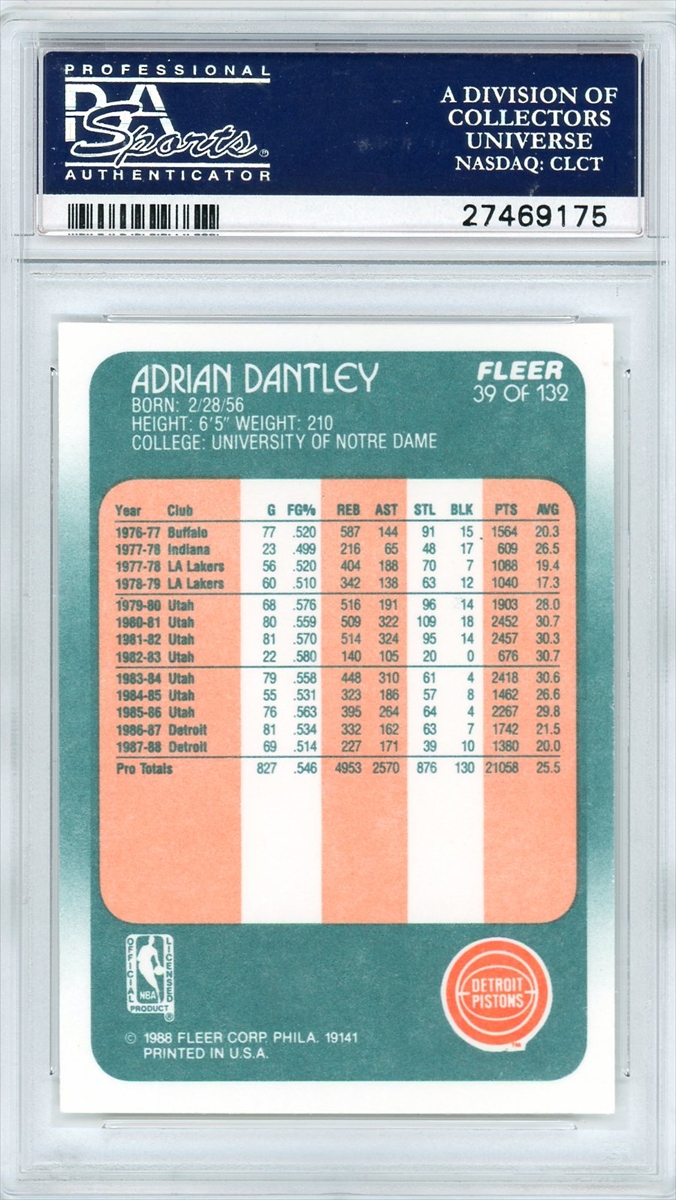 PROFESSIONAL
PSA
Sports®
AUTHENTICATOR
A DIVISION OF
COLLECTORS
UNIVERSE
NASDAQ: CLCT
27469175
ADRIAN DANTLEY
FLEER
39 OF 132
BORN: 2/28/56
HEIGHT: 6'5" WEIGHT: 210
COLLEGE: UNIVERSITY OF NOTRE DAME
Year Club G FG% REB AST STL BLK PTS AVG
1976-77 Buffalo 77 .520 587 144 91 15 1564 20.3
1977-78 Indiana 23 .499 216 65 48 17 609 26.5
1977-78 LA Lakers 56 .520 404 188 70 7 1088 19.4
1978-79 LA Lakers 60 .510 342 138 63 12 1040 17.3
1979-80 Utah 68 .576 516 191 96 14 1903 28.0
1980-81 Utah 80 .559 509 322 109 18 2452 30.7
1981-82 Utah 81 .570 514 324 95 14 2457 30.3
1982-83 Utah 22 .580 140 105 20 0 676 30.7
1983-84 Utah 79 .558 448 310 61 4 2418 30.6
1984-85 Utah 55 .531 323 186 57 8 1462 26.6
1985-86 Utah 76 .563 395 264 64 4 2267 29.8
1986-87 Detroit 81 .534 332 162 63 7 1742 21.5
1987-88 Detroit 69 .514 227 171 39 10 1380 20.0
Pro Totals 827 .546 4953 2570 876 130 21058 25.5
OFFICIAL
LICENSED
NBA
PRODUCT
®
DETROIT
PISTONS
™
© 1988 FLEER CORP. PHILA. 19141
PRINTED IN U.S.A.